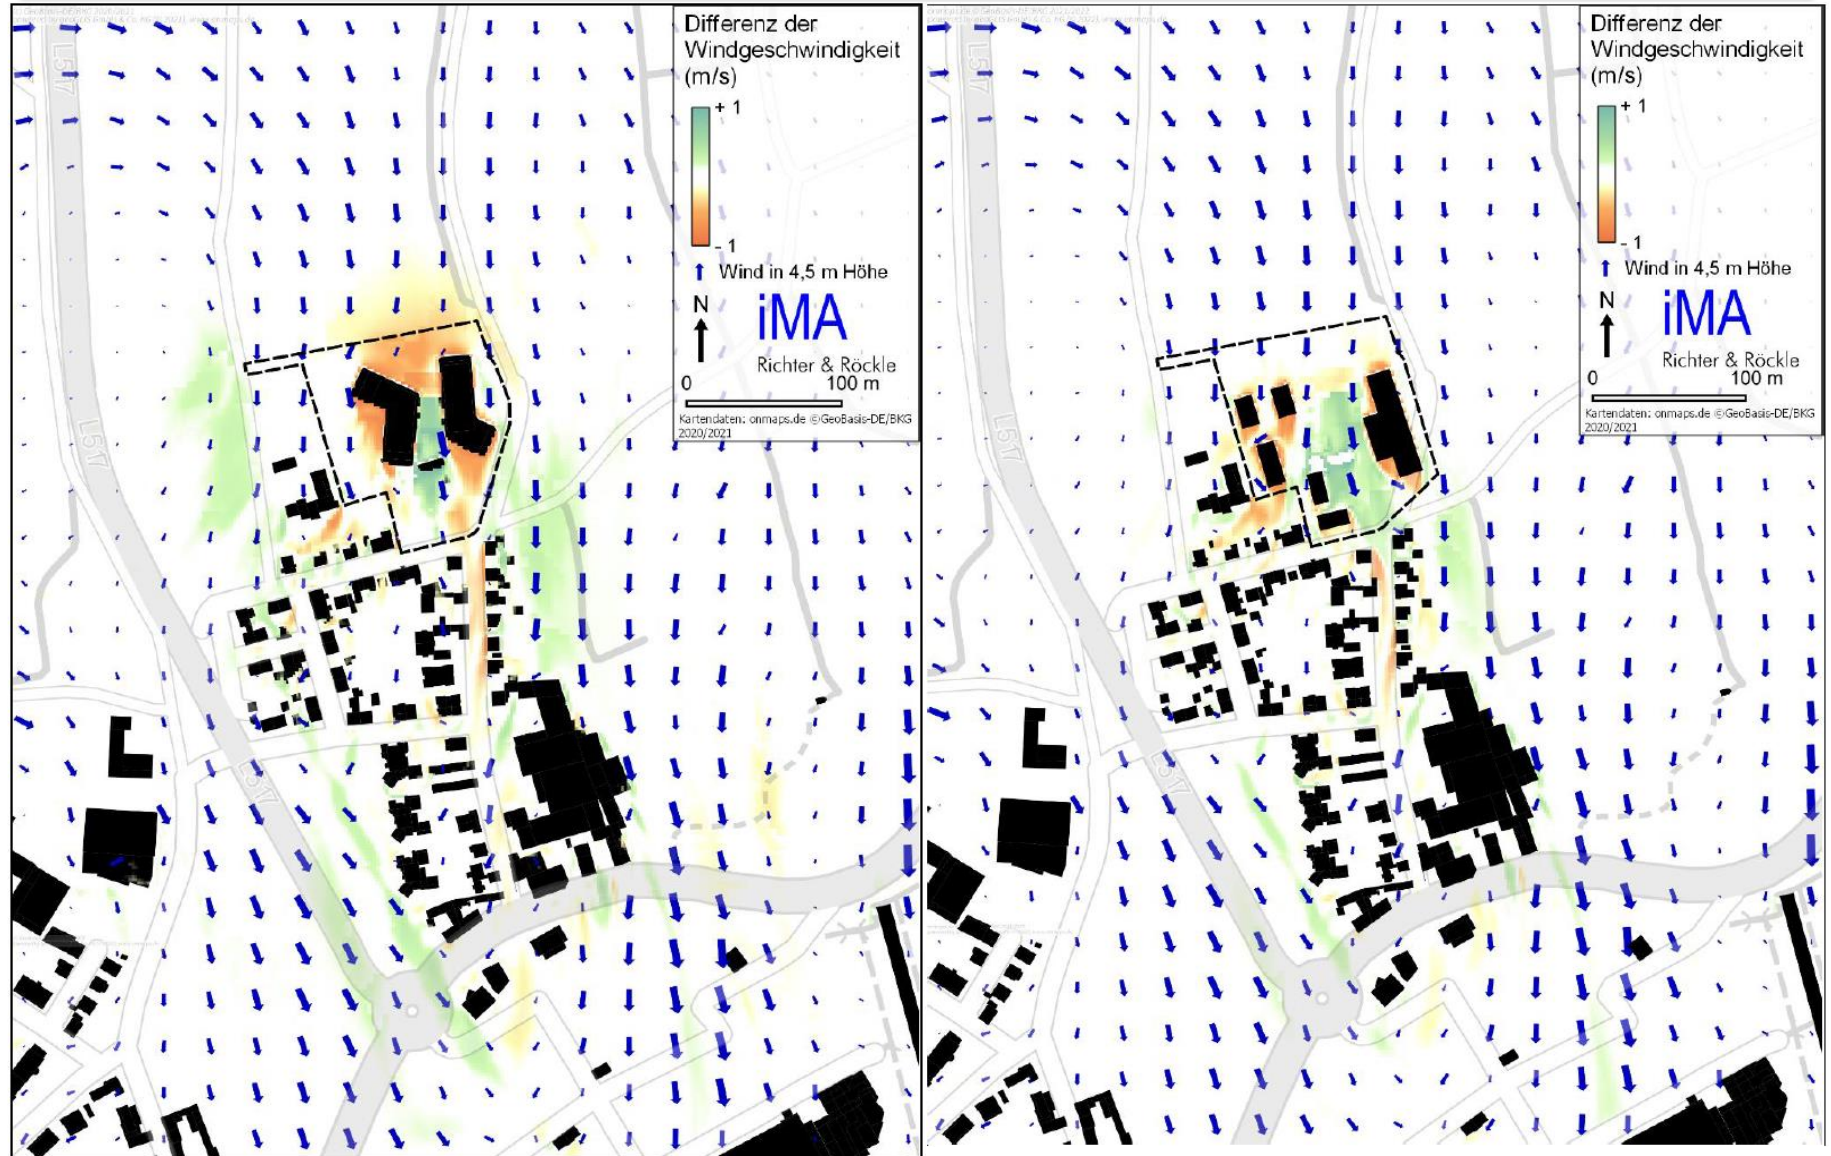 Differenz der
Windgeschwindigkeit
(m/s)
+ 1
- 1
Wind in 4,5 m Höhe
N
iMA
Richter & Röckle
0 100 m
Kartendaten: onmaps.de ©GeoBasis-DE/BKG
2020/2021
L517
L517
L517
Differenz der
Windgeschwindigkeit
(m/s)
+ 1
- 1
Wind in 4,5 m Höhe
N
iMA
Richter & Röckle
0 100 m
Kartendaten: onmaps.de ©GeoBasis-DE/BKG
2020/2021
L517
L517
L517